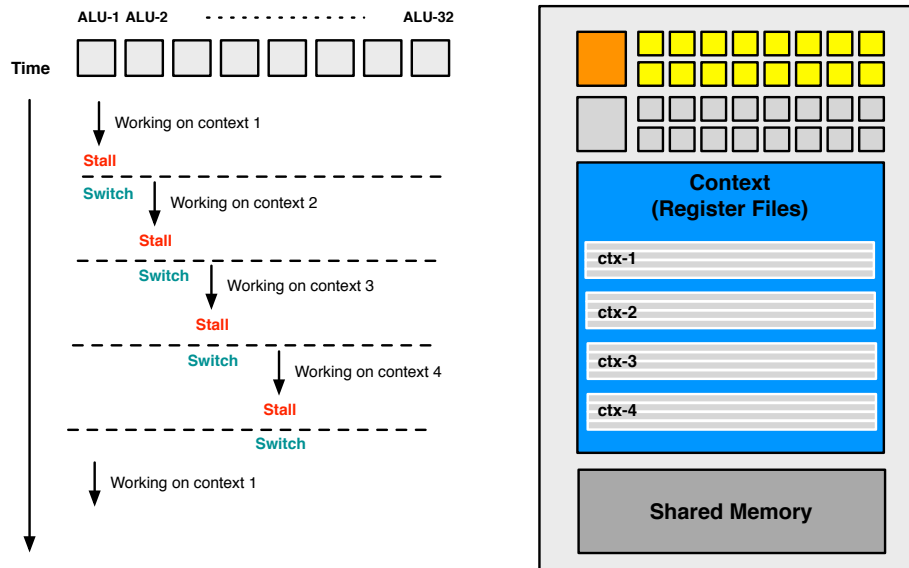 ALU-1 ALU-2 ALU-32
Time
Working on context 1
Stall
Switch
Working on context 2
Stall
Switch
Working on context 3
Stall
Switch
Working on context 4
Stall
Switch
Working on context 1
Context
(Register Files)
ctx-1
ctx-2
ctx-3
ctx-4
Shared Memory